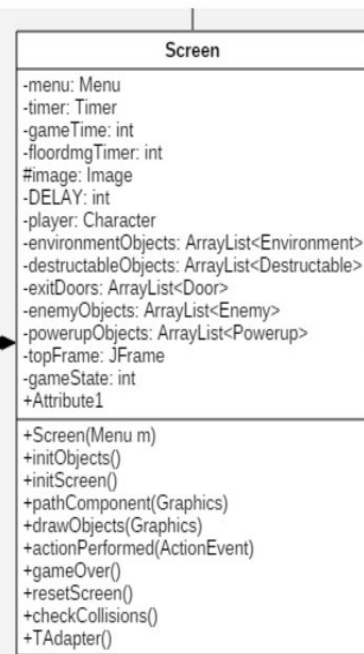 Screen
-menu: Menu
-timer: Timer
-gameTime: int
-floordmgTimer: int
#image: Image
-DELAY: int
-player: Character
-environmentObjects: ArrayList<Environment>
-destructableObjects: ArrayList<Destructable>
-exitDoors: ArrayList<Door>
-enemyObjects: ArrayList<Enemy>
-powerupObjects: ArrayList<Powerup>
-topFrame: JFrame
-gameState: int
+Attribute1
+Screen(Menu m)
+initObjects()
+initScreen()
+pathComponent(Graphics)
+drawObjects(Graphics)
+actionPerformed(ActionEvent)
+gameOver()
+resetScreen()
+checkCollisions()
+TAdapter()